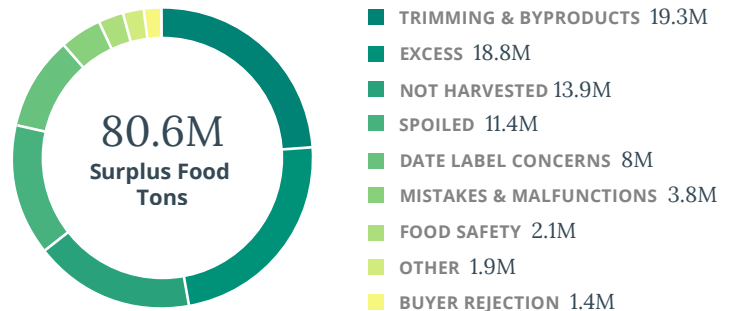 80.6M
Surplus Food
Tons
TRIMMING & BYPRODUCTS 19.3M
EXCESS 18.8M
NOT HARVESTED 13.9M
SPOILED 11.4M
DATE LABEL CONCERNS 8M
MISTAKES & MALFUNCTIONS 3.8M
FOOD SAFETY 2.1M
OTHER 1.9M
BUYER REJECTION 1.4M